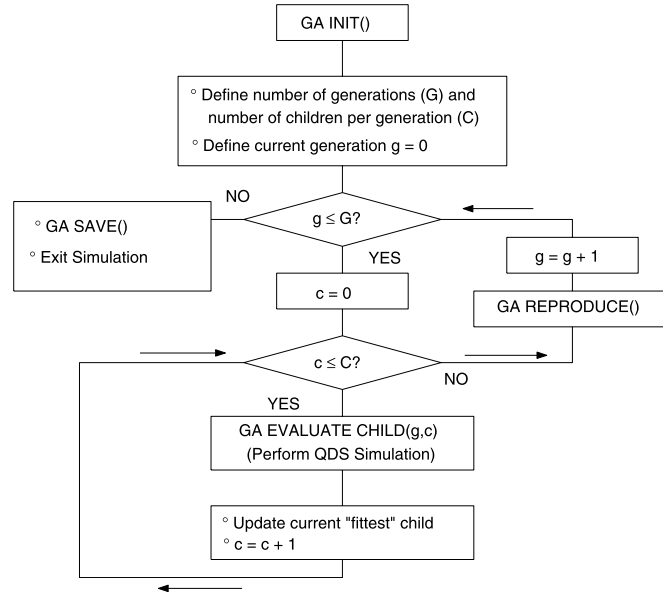 GA INIT()
° Define number of generations (G) and
number of children per generation (C)
° Define current generation g = 0
NO
g ≤ G?
° GA SAVE()
° Exit Simulation
YES
g = g + 1
c = 0
GA REPRODUCE()
c ≤ C?
NO
YES
GA EVALUATE CHILD(g,c)
(Perform QDS Simulation)
° Update current "fittest" child
° c = c + 1